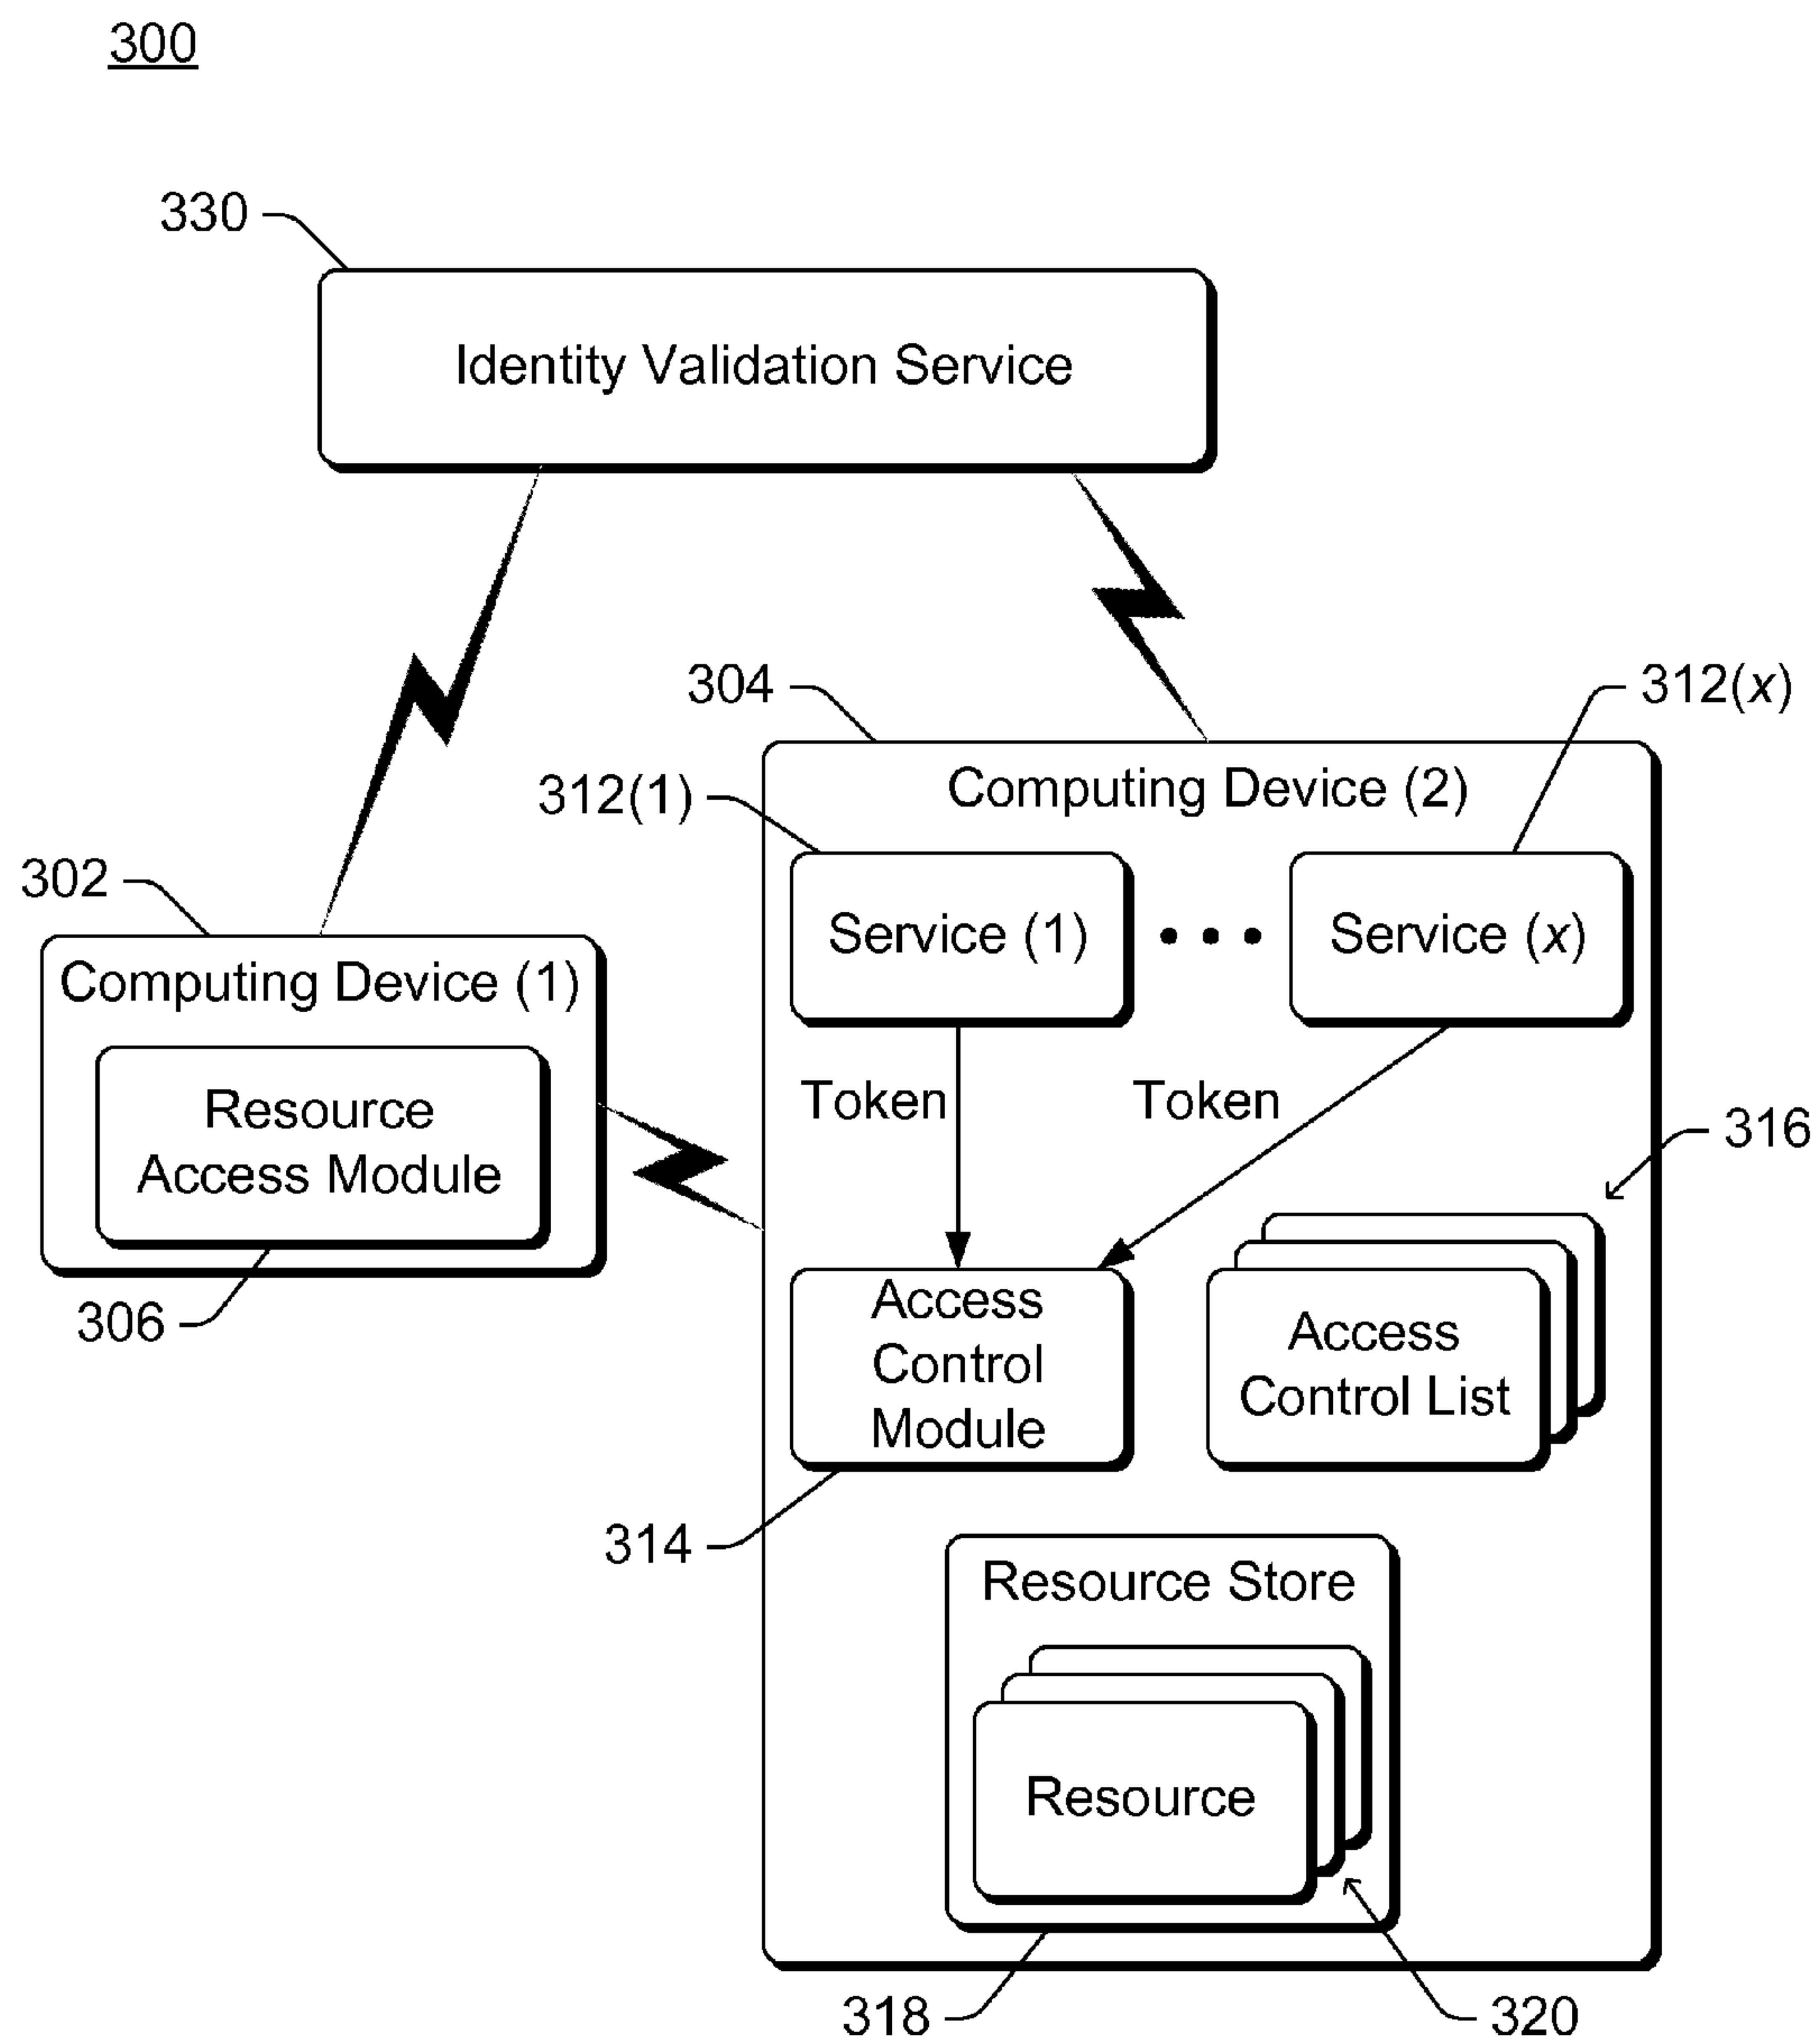 300
330
Identity Validation Service
304
312(x)
312(1)
Computing Device (2)
302
Service (1)
Service (x)
Computing Device (1)
Resource
Access Module
Token
Token
316
306
Access
Control
Module
Access
Control List
314
Resource Store
Resource
318
320